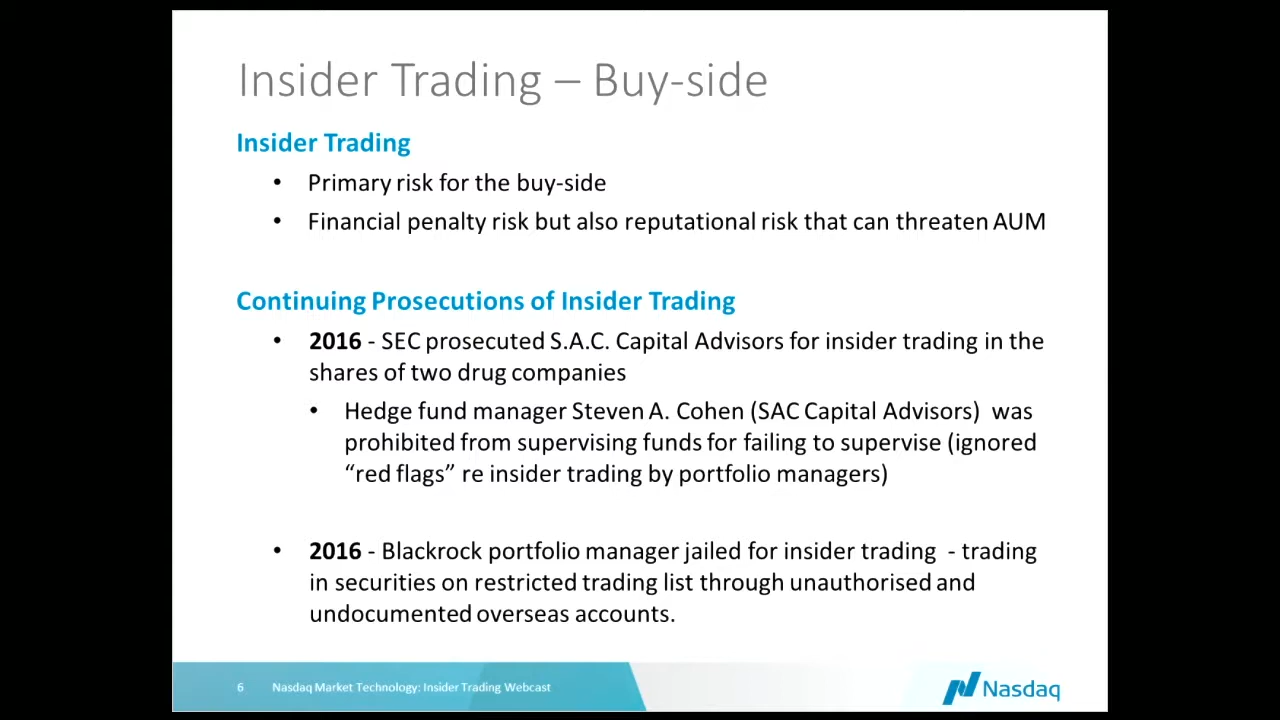 Insider Trading – Buy-side
Insider Trading
• Primary risk for the buy-side
• Financial penalty risk but also reputational risk that can threaten AUM
Continuing Prosecutions of Insider Trading
• 2016 - SEC prosecuted S.A.C. Capital Advisors for insider trading in the
shares of two drug companies
• Hedge fund manager Steven A. Cohen (SAC Capital Advisors) was
prohibited from supervising funds for failing to supervise (ignored
“red flags” re insider trading by portfolio managers)
• 2016 - Blackrock portfolio manager jailed for insider trading - trading
in securities on restricted trading list through unauthorised and
undocumented overseas accounts.
6 Nasdaq Market Technology: Insider Trading Webcast
Nasdaq